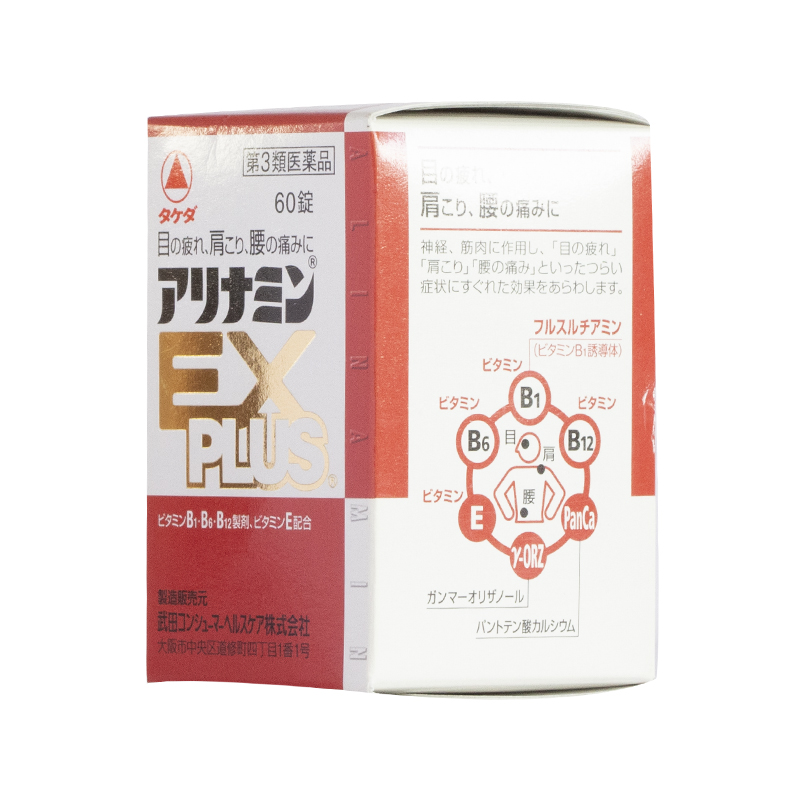 第3類医薬品
タケダ
60錠
目の疲れ、肩こり、腰の痛みに
アリナミン®
EX
PLUS®
ビタミンB1・B6・B12製剤、ビタミンE配合
製造販売元
武田コンシューマーヘルスケア株式会社
大阪市中央区道修町四丁目1番1号
ALINAMIN
目の疲れ、
肩こり、腰の痛みに
神経、筋肉に作用し、「目の疲れ」
「肩こり」「腰の痛み」といったつらい
症状にすぐれた効果をあらわします。
フルスルチアミン
(ビタミンB1誘導体)
ビタミン
B1
ビタミン
B6
ビタミン
B12
目
肩
腰
ビタミン
E
PanCa
γ-ORZ
ガンマーオリザノール
パントテン酸カルシウム